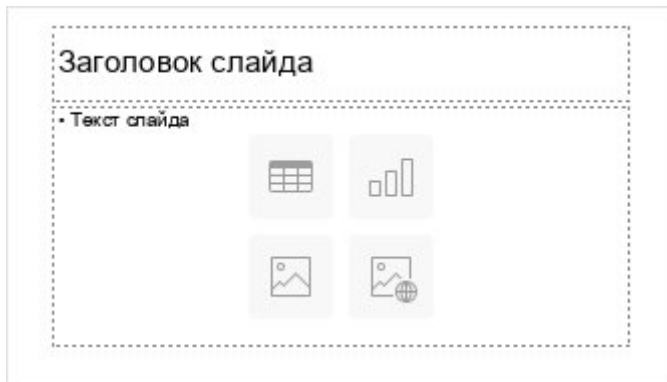 Заголовок слайда
• Текст слайда